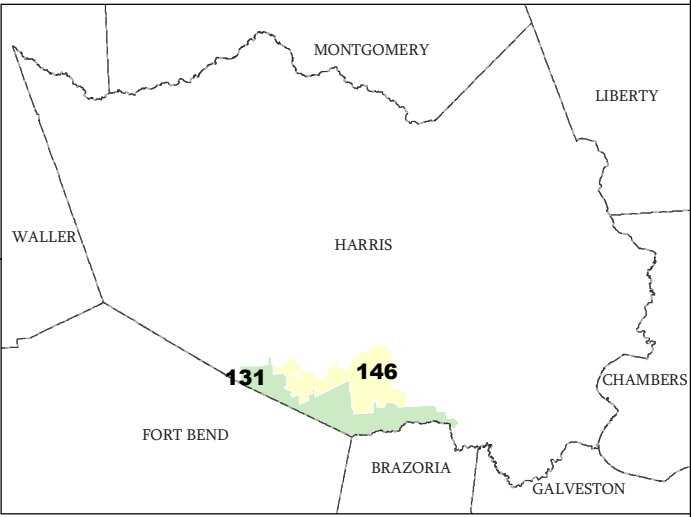 MONTGOMERY
LIBERTY
WALLER
HARRIS
131
146
CHAMBERS
FORT BEND
BRAZORIA
GALVESTON